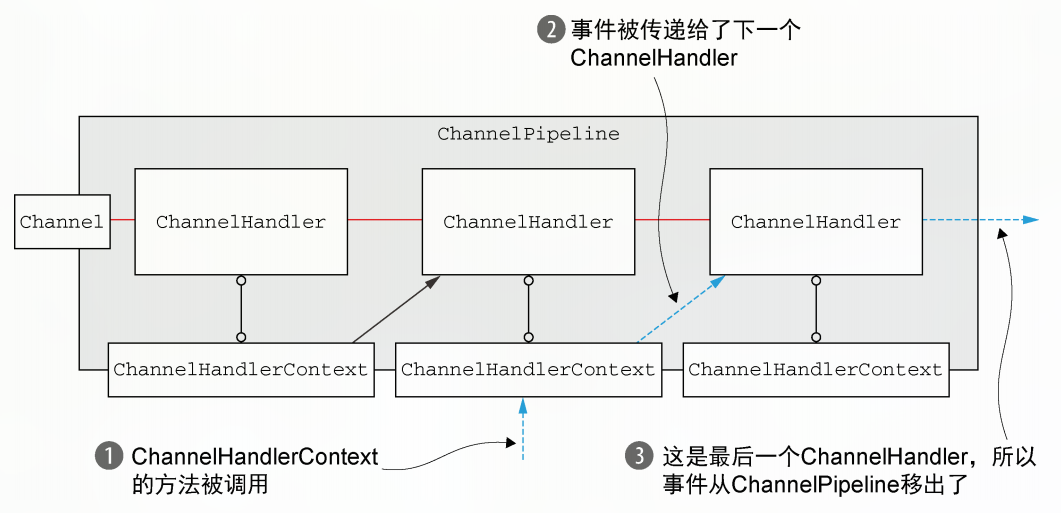 2 事件被传递给了下一个
ChannelHandler
ChannelPipeline
Channel
ChannelHandler
ChannelHandler
ChannelHandler
ChannelHandlerContext
ChannelHandlerContext
ChannelHandlerContext
1 ChannelHandlerContext
的方法被调用
3 这是最后一个ChannelHandler，所以
事件从ChannelPipeline移出了